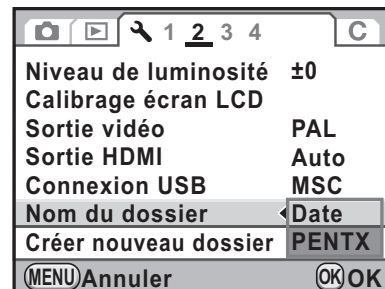 1 2 3 4 C
Niveau de luminosité ±0
Calibrage écran LCD
Sortie vidéo PAL
Sortie HDMI Auto
Connexion USB MSC
Nom du dossier Date
Créer nouveau dossier PENTX
MENU Annuler OK OK